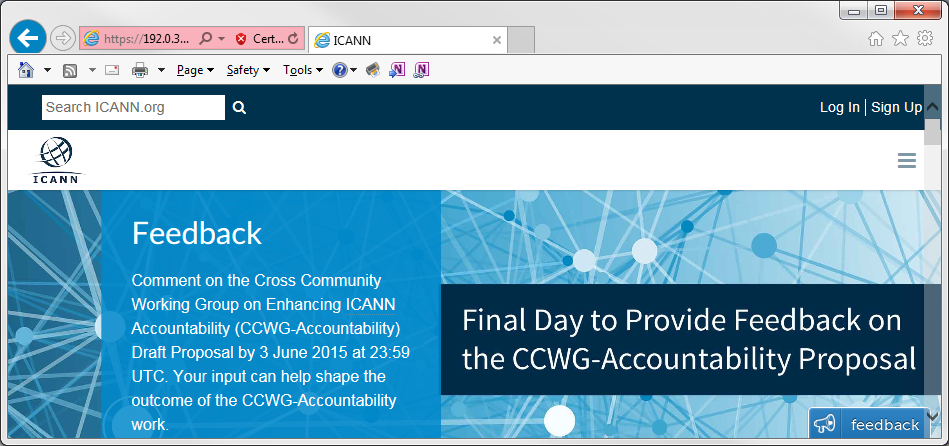 https://192.0.3... Cert... ICANN
Page Safety Tools
Search ICANN.org Log In | Sign Up
ICANN
Feedback
Comment on the Cross Community
Working Group on Enhancing ICANN
Accountability (CCWG-Accountability)
Draft Proposal by 3 June 2015 at 23:59
UTC. Your input can help shape the
outcome of the CCWG-Accountability
work.
Final Day to Provide Feedback on
the CCWG-Accountability Proposal
feedback